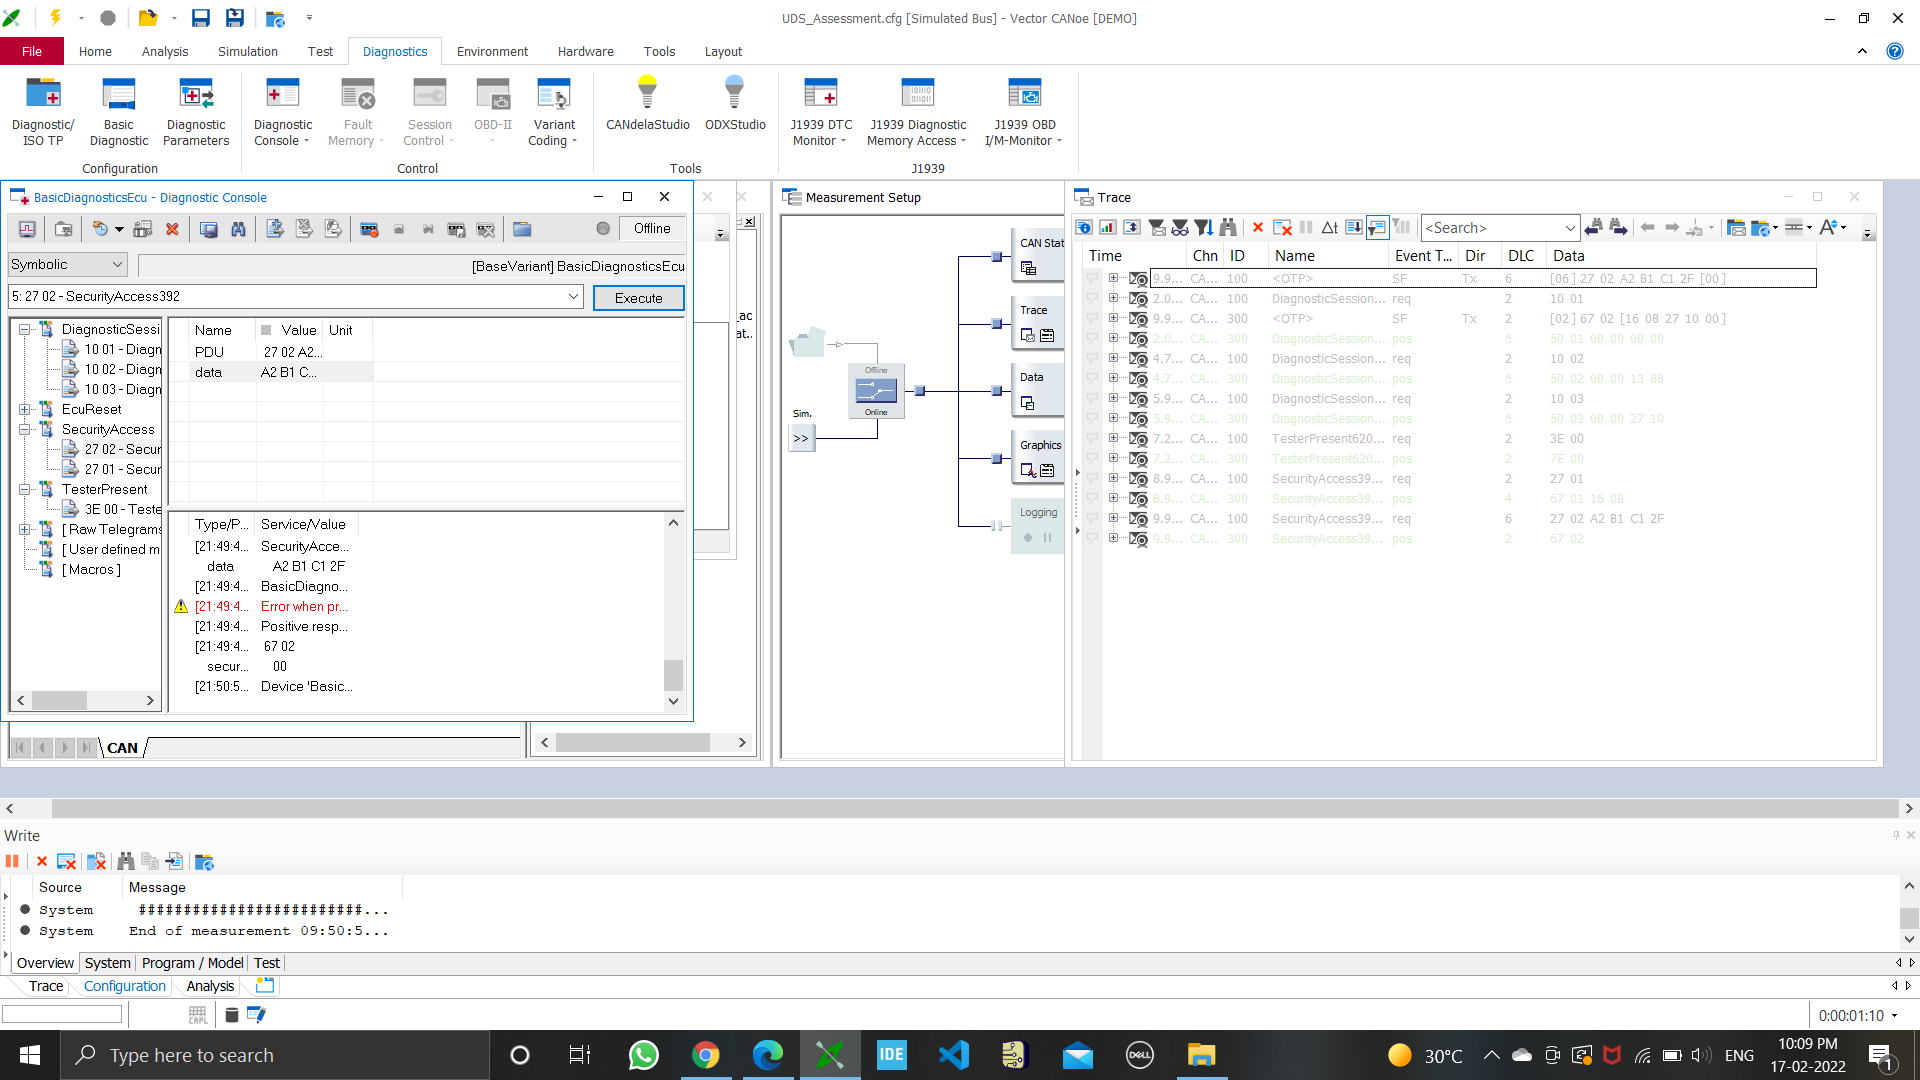 UDS_Assessment.cfg [Simulated Bus] - Vector CANoe [DEMO]
File Home Analysis Simulation Test Diagnostics Environment Hardware Tools Layout
Diagnostic/ ISO TP
Basic Diagnostic
Diagnostic Parameters
Diagnostic Console
Fault Memory
Session Control
OBD-II
Variant Coding
CANdelaStudio
ODXStudio
J1939 DTC Monitor
J1939 Diagnostic Memory Access
J1939 OBD I/M-Monitor
Configuration Control Tools J1939
BasicDiagnosticsEcu - Diagnostic Console
Offline
Symbolic
[BaseVariant] BasicDiagnosticsEcu
5: 27 02 - SecurityAccess392
Execute
DiagnosticSessi
10 01 - Diagn
10 02 - Diagn
10 03 - Diagn
EcuReset
SecurityAccess
27 02 - Secur
27 01 - Secur
TesterPresent
3E 00 - Teste
[ Raw Telegrams
[ User defined m
[ Macros ]
Name Value Unit
PDU 27 02 A2...
data A2 B1 C...
Type/P... Service/Value
[21:49:4... SecurityAcce...
data A2 B1 C1 2F
[21:49:4... BasicDiagno...
[21:49:4... Error when pr...
[21:49:4... Positive resp...
[21:49:4... 67 02
secur... 00
[21:50:5... Device 'Basic...
_ac
at..
CAN
Measurement Setup
Offline
Online
Sim.
>>
CAN Stat
Trace
Data
Graphics
Logging
Trace
<Search>
Time Chn ID Name Event T... Dir DLC Data
9.9... CA... 100 <OTP> SF Tx 6 [06] 27 02 A2 B1 C1 2F [00]
2.0... CA... 100 DiagnosticSession... req 2 10 01
9.9... CA... 300 <OTP> SF Tx 2 [02] 67 02 [16 0B 27 10 00]
2.0... CA... 300 DiagnosticSession... pos 6 50 01 00 00 00 00
4.7... CA... 100 DiagnosticSession... req 2 10 02
4.7... CA... 300 DiagnosticSession... pos 6 50 02 00 00 13 88
5.9... CA... 100 DiagnosticSession... req 2 10 03
5.9... CA... 300 DiagnosticSession... pos 6 50 03 00 00 27 10
7.2... CA... 100 TesterPresent620... req 2 3E 00
7.2... CA... 300 TesterPresent620... pos 2 7E 00
8.9... CA... 100 SecurityAccess39... req 2 27 01
8.9... CA... 300 SecurityAccess39... pos 4 67 01 16 0B
9.9... CA... 100 SecurityAccess39... req 6 27 02 A2 B1 C1 2F
9.9... CA... 300 SecurityAccess39... pos 2 67 02
Write
Source Message
System #########################...
System End of measurement 09:50:5...
Overview System Program / Model Test
Trace Configuration Analysis
CAPL
0:00:01:10
Type here to search
IDE
DELL
30°C
ENG
10:09 PM
17-02-2022
1